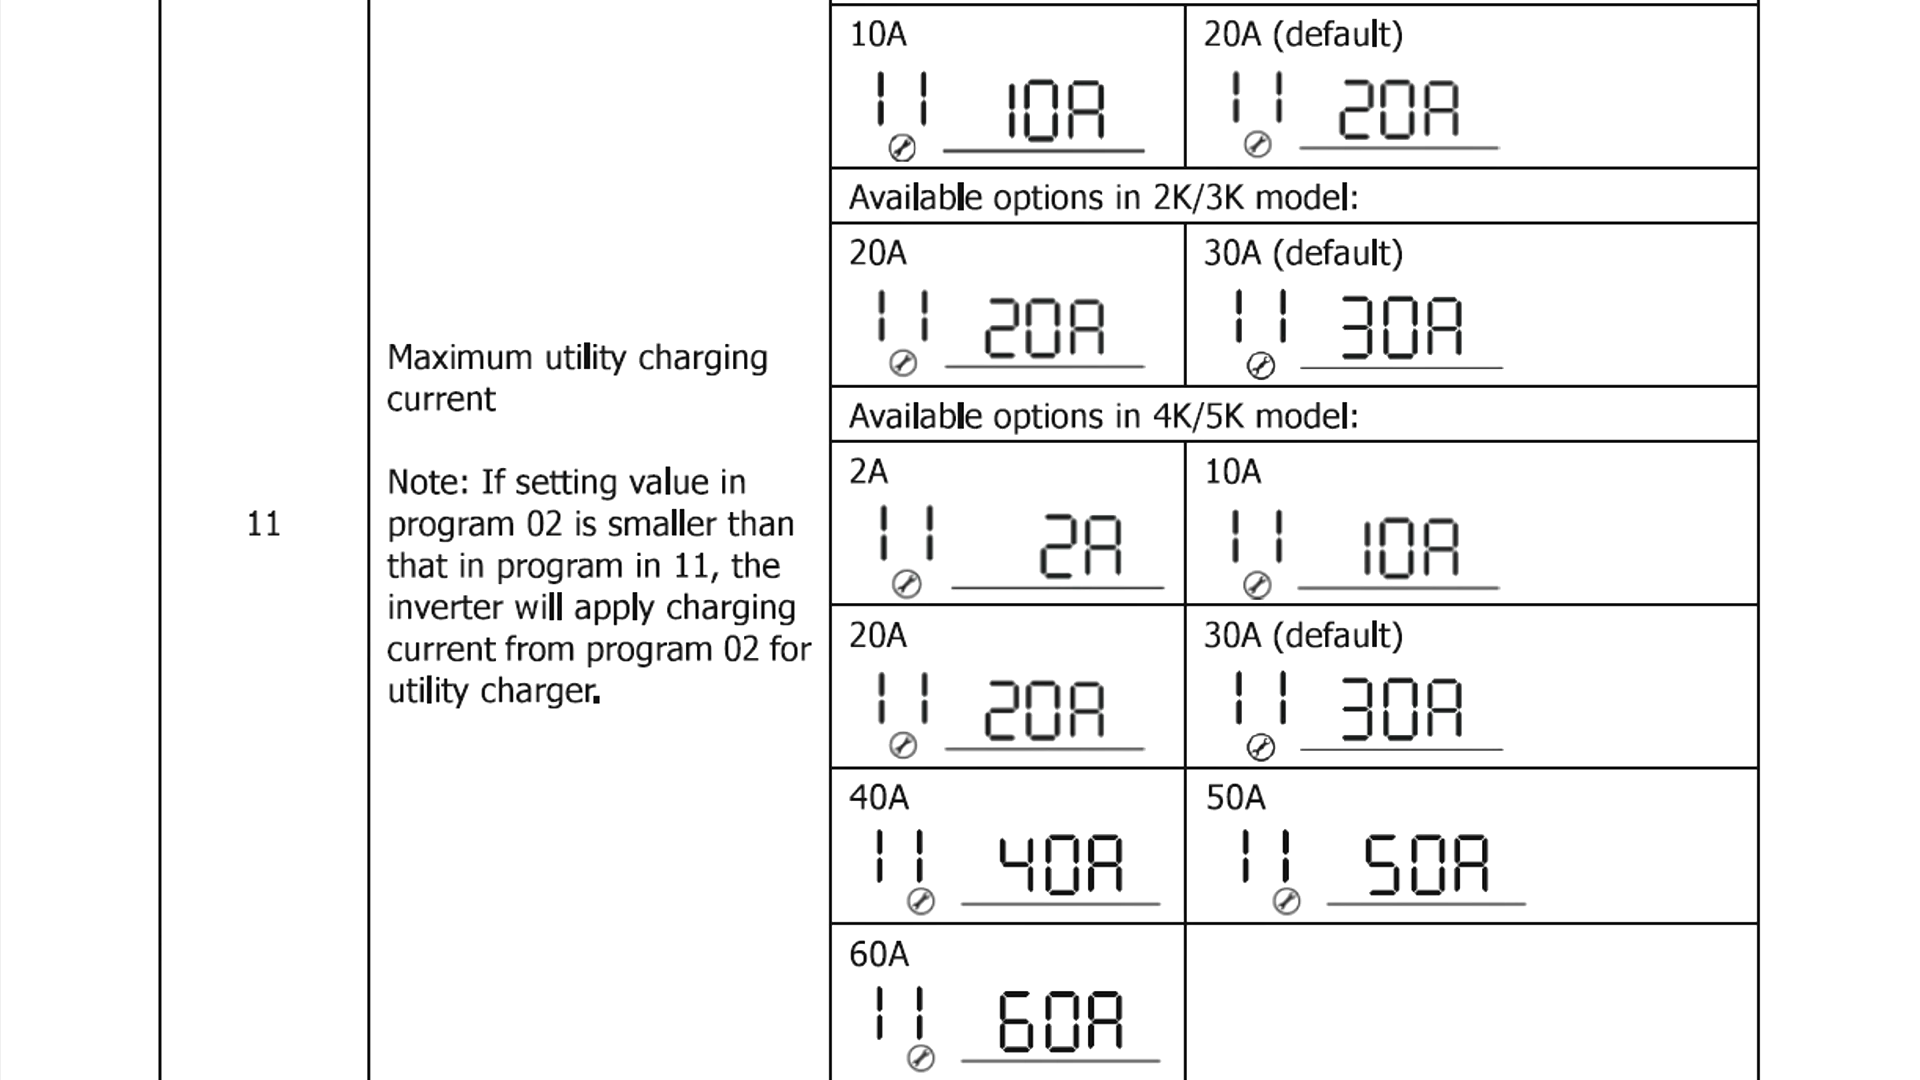 10A
20A (default)
11 10A
11 20A
Available options in 2K/3K model:
20A
30A (default)
11 20A
11 30A
Maximum utility charging
current
Available options in 4K/5K model:
Note: If setting value in
program 02 is smaller than
that in program in 11, the
inverter will apply charging
current from program 02 for
utility charger.
11
2A
10A
11 2A
11 10A
20A
30A (default)
11 20A
11 30A
40A
50A
11 40A
11 50A
60A
11 60A